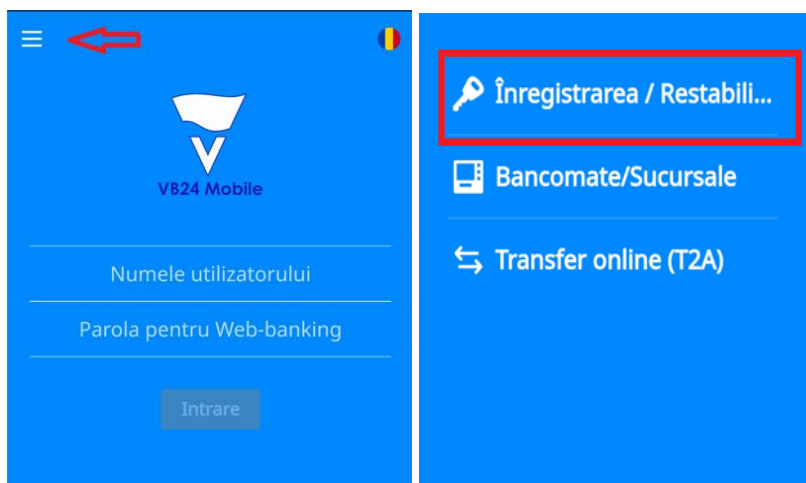 VB24 Mobile
Numele utilizatorului
Parola pentru Web-banking
Intrare
Înregistrarea / Restabili...
Bancomate/Sucursale
Transfer online (T2A)